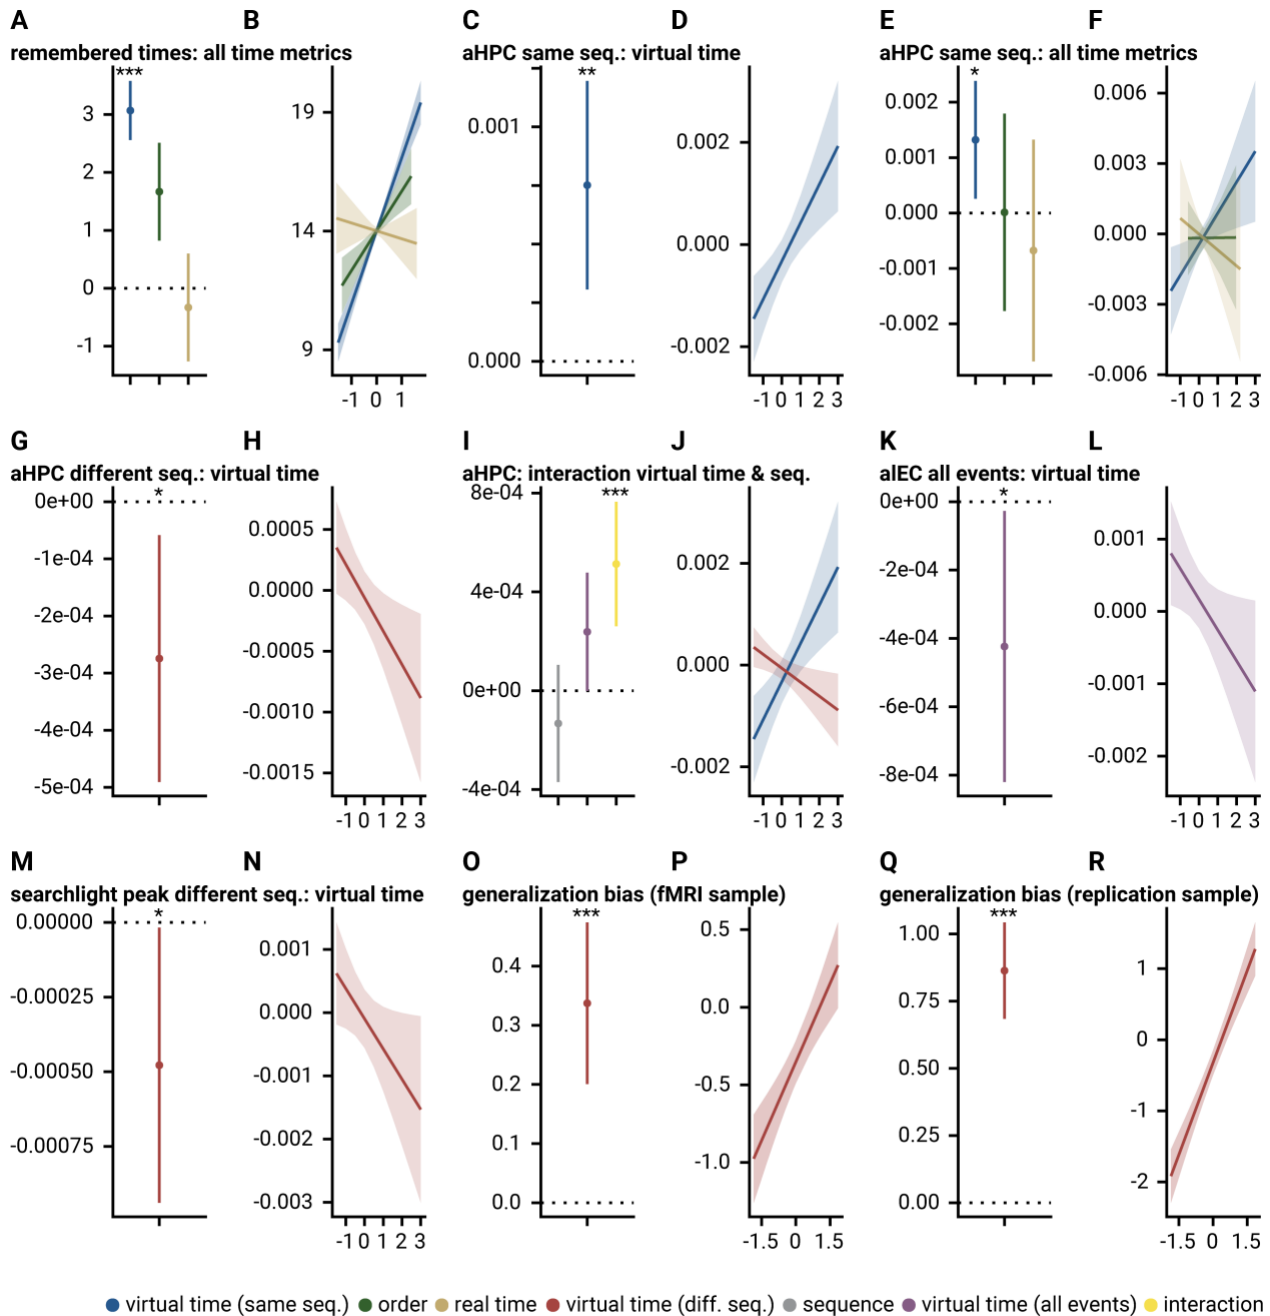 A B C D E F
remembered times: all time metrics aHPC same seq.: virtual time aHPC same seq.: all time metrics
*** ** *
3
2
1
0
-1
19
14
9
-1 0 1
0.001
0.000
0.002
0.000
-0.002
-1 0 1 2 3
0.002
0.001
0.000
-0.001
-0.002
0.006
0.003
0.000
-0.003
-0.006
-1 0 1 2 3
G H I J K L
aHPC different seq.: virtual time aHPC: interaction virtual time & seq. alEC all events: virtual time
* *** *
0e+00
-1e-04
-2e-04
-3e-04
-4e-04
-5e-04
0.0005
0.0000
-0.0005
-0.0010
-0.0015
-1 0 1 2 3
8e-04
4e-04
0e+00
-4e-04
0.002
0.000
-0.002
-1 0 1 2 3
0e+00
-2e-04
-4e-04
-6e-04
-8e-04
0.001
0.000
-0.001
-0.002
-1 0 1 2 3
M N O P Q R
searchlight peak different seq.: virtual time generalization bias (fMRI sample) generalization bias (replication sample)
* *** ***
0.00000
-0.00025
-0.00050
-0.00075
0.001
0.000
-0.001
-0.002
-0.003
-1 0 1 2 3
0.4
0.3
0.2
0.1
0.0
0.5
0.0
-0.5
-1.0
-1.5 0 1.5
1.00
0.75
0.50
0.25
0.00
1
0
-1
-2
-1.5 0 1.5
virtual time (same seq.) order real time virtual time (diff. seq.) sequence virtual time (all events) interaction